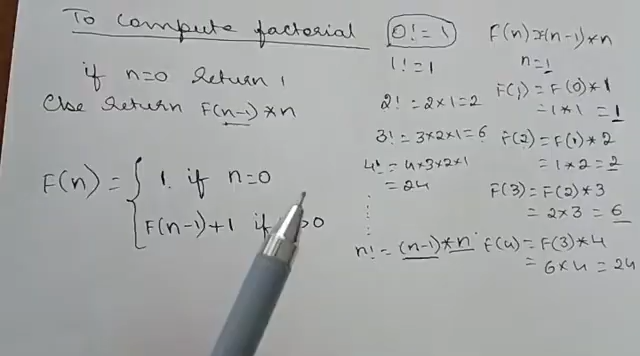 To compute factorial
if n=0 return 1
Else return F(n-1)*n
F(n) = { 1 if n=0
F(n-1)+1 if >0
0! = 1
1! = 1
2! = 2×1=2
3! = 3×2×1=6
4! = 4×3×2×1
= 24
n! = (n-1)*n
F(n)=(n-1)*n
n=1
F(1) = F(0)*1
= 1*1 = 1
F(2) = F(1)*2
= 1×2 = 2
F(3) = F(2)*3
= 2×3 = 6
F(4) = F(3)*4
= 6×4 = 24